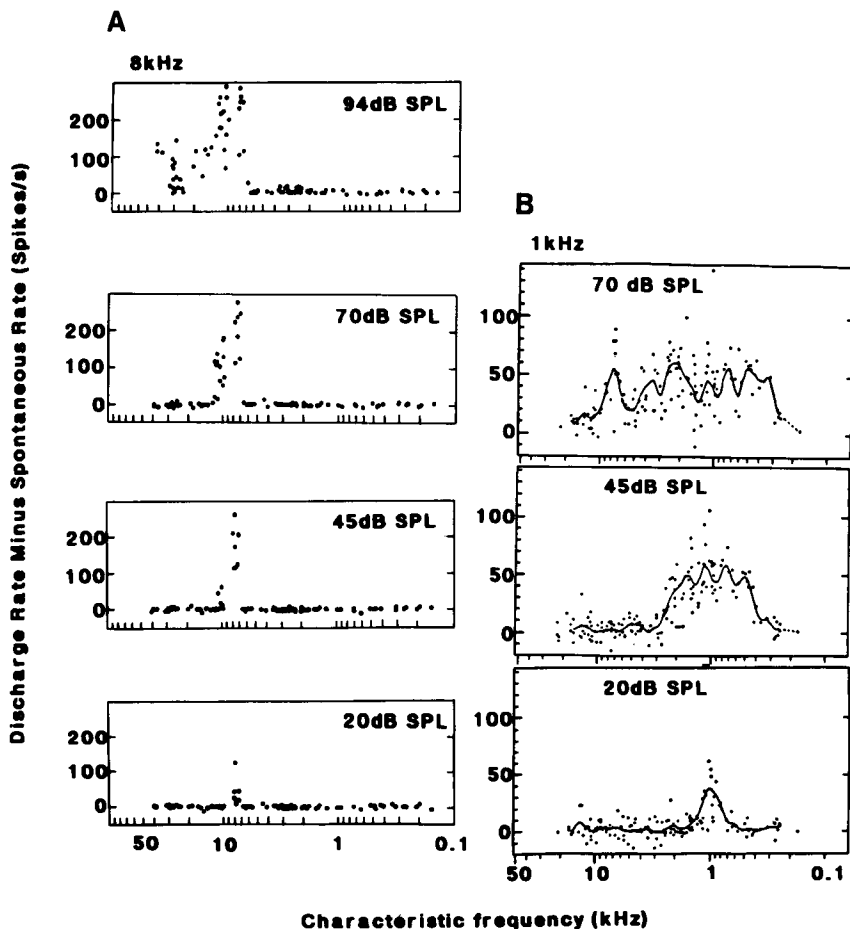 A
8kHz
94dB SPL
200
100
0
70dB SPL
200
100
0
45dB SPL
200
100
0
20dB SPL
200
100
0
50 10 1 0.1
B
1kHz
70 dB SPL
100
50
0
45dB SPL
100
50
0
20dB SPL
100
50
0
50 10 1 0.1
Discharge Rate Minus Spontaneous Rate (Spikes/s)
Characteristic frequency (kHz)